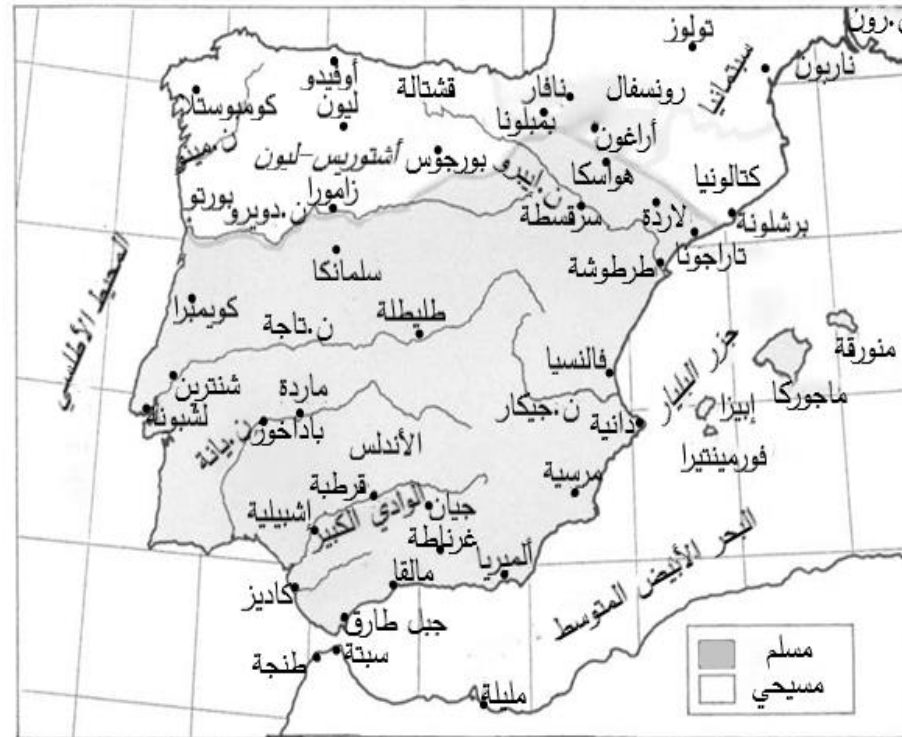 تولوز
ن.رون
ناربون
سبتمانيا
أوفيدو
قشتالة
نافار
رونسفال
كومبوستلا
ليون
بمبلونا
أراغون
ن.مينو
أشتوريس-ليون
بورجوس
ن.إيبرو
هواسكا
كتالونيا
بورتو
ن.دويرو
زامورا
سرقسطة
لاردة
برشلونة
تاراجونا
سلمانكا
طرطوشة
المحيط الأطلسي
كويمبرا
ن.تاجة
طليطلة
جزر البليار
منورقة
ماجوركا
فالنسيا
شنترين
لشبونة
ماردة
باداخوز
ن.يانة
ن.جيكار
دانية
إبيزا
فورمينتيرا
الأندلس
قرطبة
الوادي الكبير
مرسية
إشبيلية
جيان
غرناطة
ألميريا
البحر الأبيض المتوسط
كاديز
مالقا
جبل طارق
سبتة
طنجة
مليلة
مسلم
مسيحي